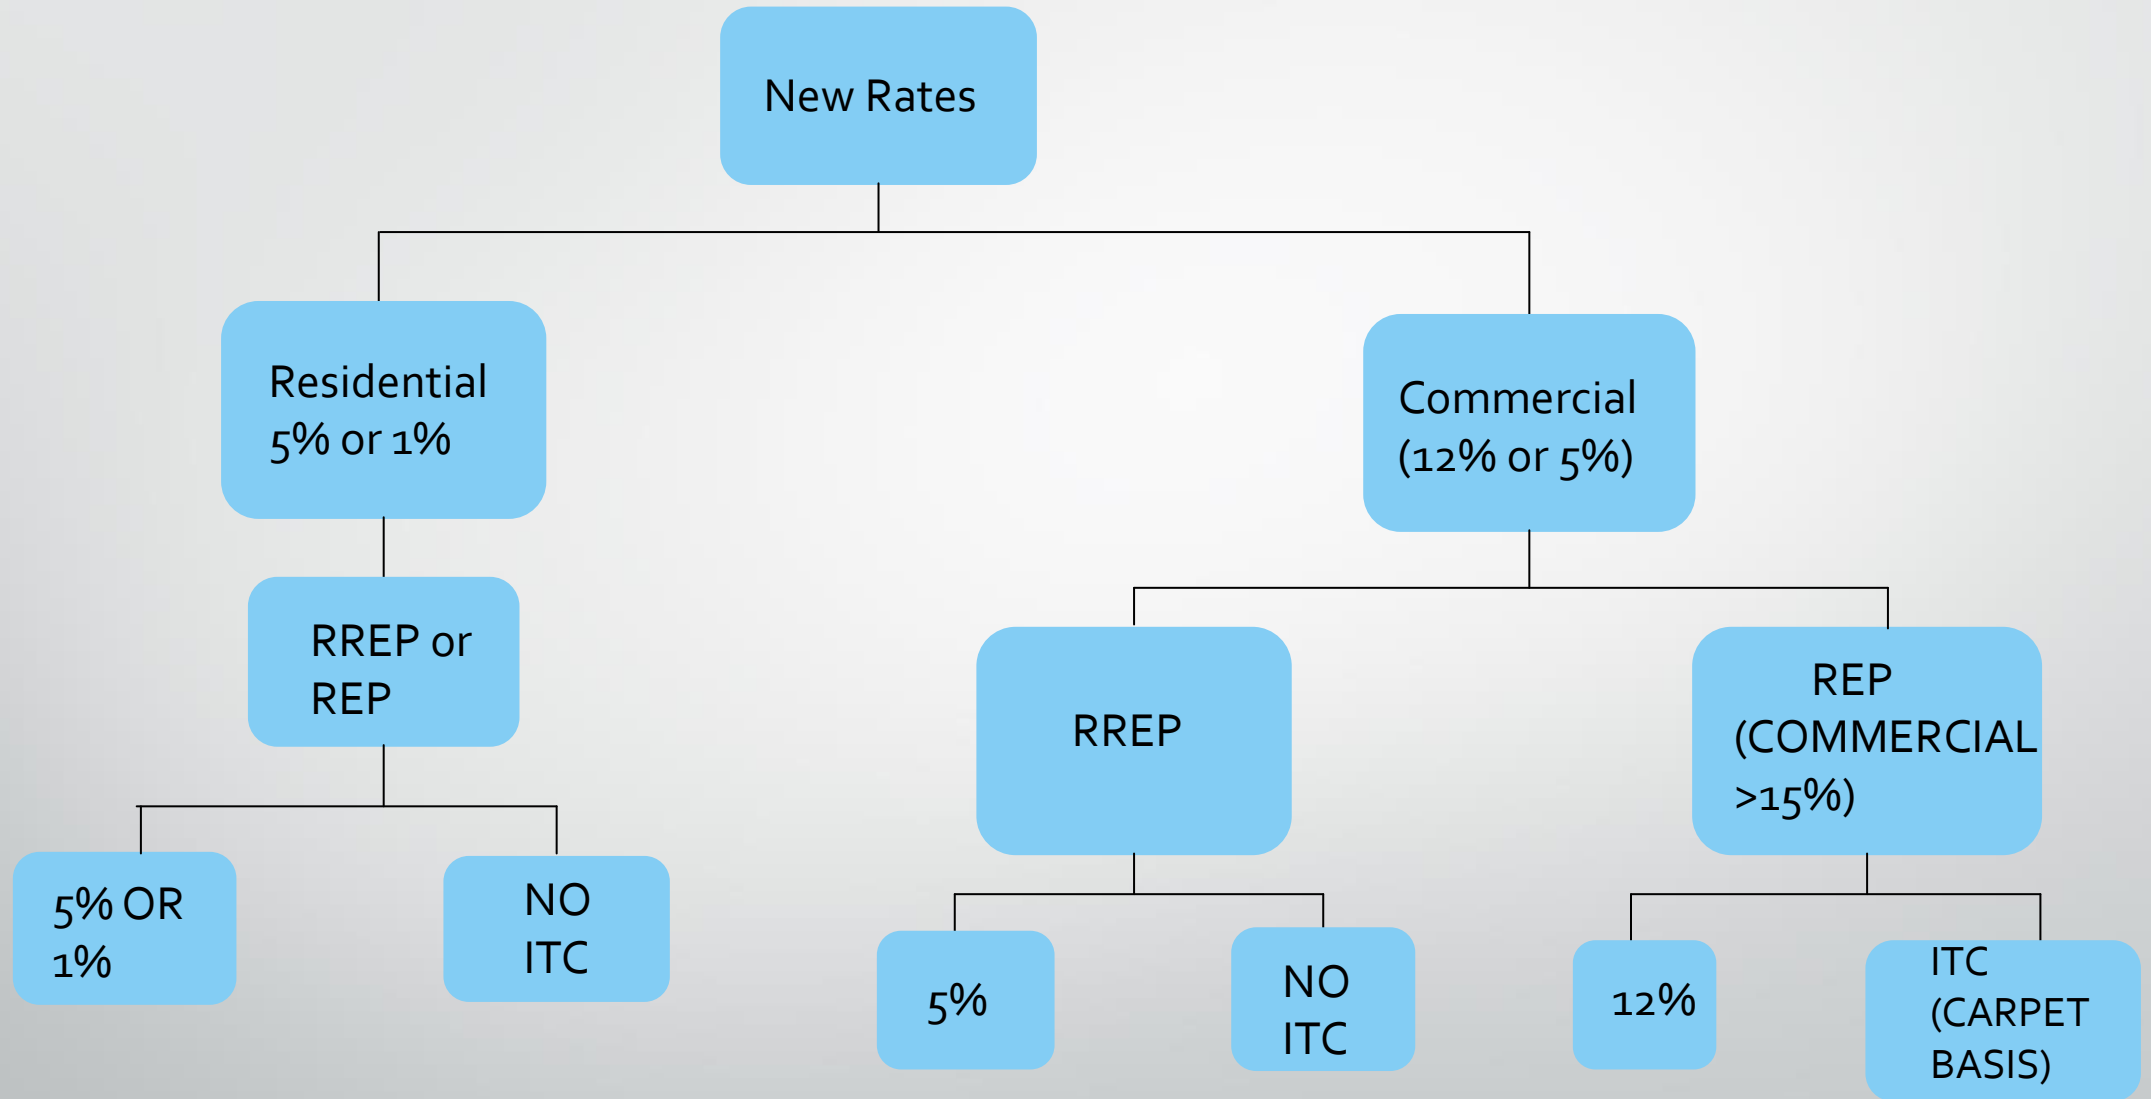 New Rates
Residential
5% or 1%
Commercial
(12% or 5%)
RREP or
REP
RREP
REP
(COMMERCIAL
>15%)
5% OR
1%
NO
ITC
5%
NO
ITC
12%
ITC
(CARPET
BASIS)